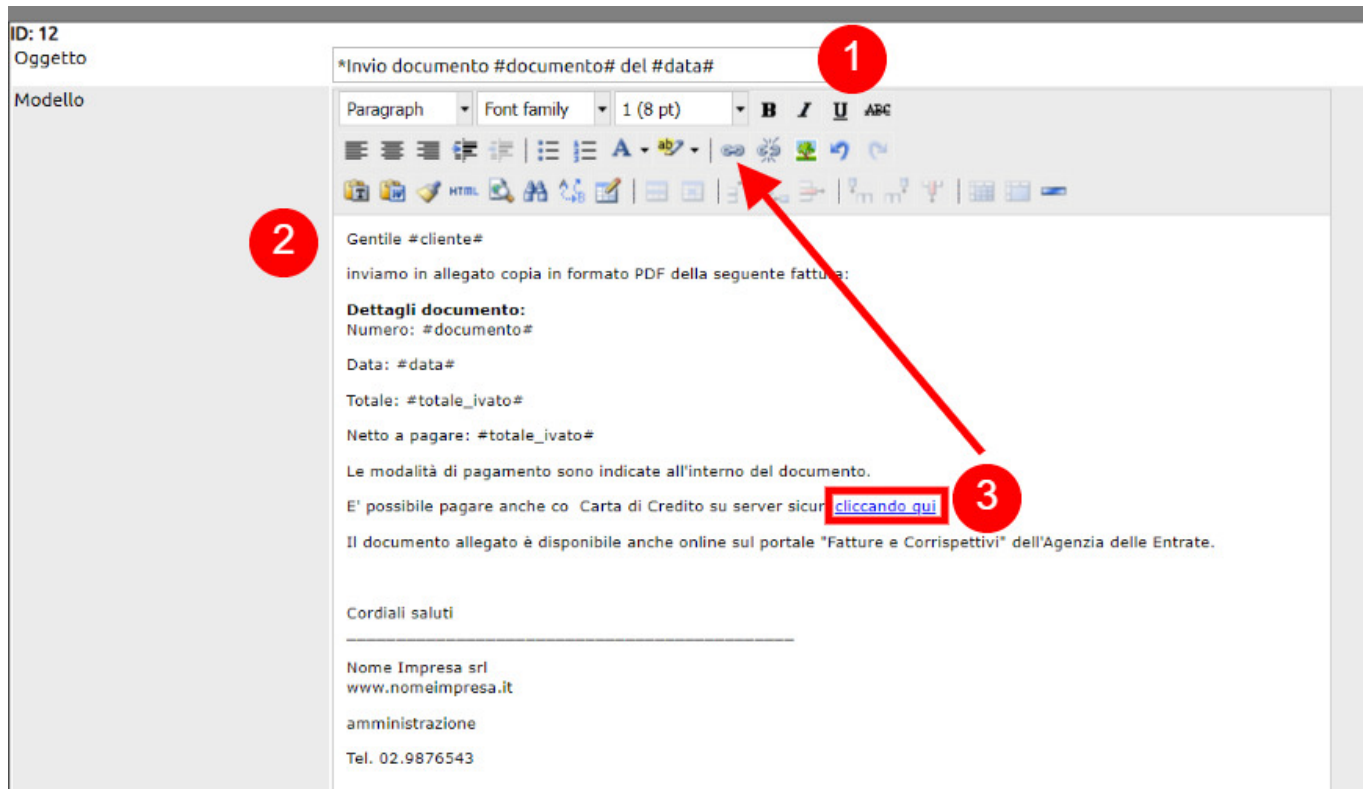 ID: 12
Oggetto
*Invio documento #documento# del #data#
1
Modello
Paragraph Font family 1 (8 pt) B I U ABC
A ab
HTML
2
Gentile #cliente#
inviamo in allegato copia in formato PDF della seguente fattura:
Dettagli documento:
Numero: #documento#
Data: #data#
Totale: #totale_ivato#
Netto a pagare: #totale_ivato#
Le modalità di pagamento sono indicate all'interno del documento.
E' possibile pagare anche co Carta di Credito su server sicur cliccando qui
3
Il documento allegato è disponibile anche online sul portale "Fatture e Corrispettivi" dell'Agenzia delle Entrate.
Cordiali saluti
Nome Impresa srl
www.nomeimpresa.it
amministrazione
Tel. 02.9876543